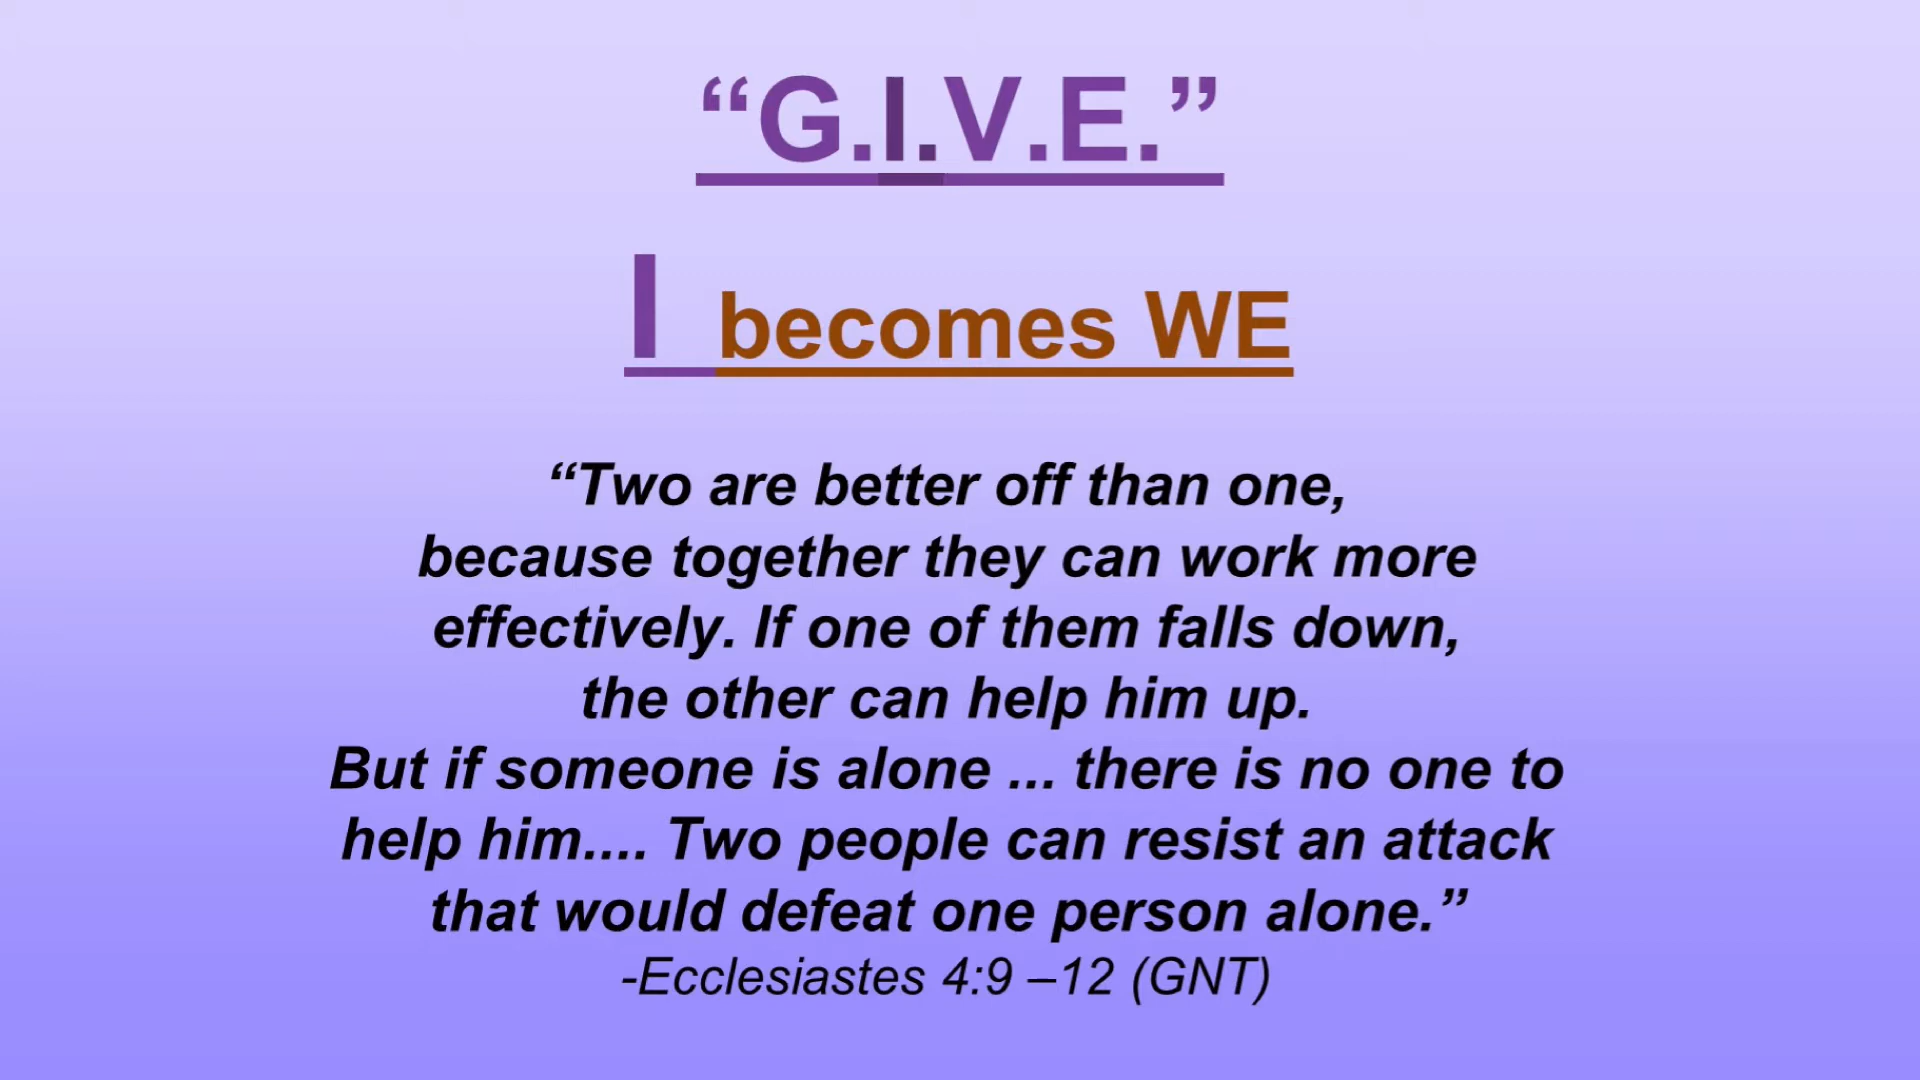 “G.I.V.E.”
I becomes WE
“Two are better off than one,
because together they can work more
effectively. If one of them falls down,
the other can help him up.
But if someone is alone ... there is no one to
help him.... Two people can resist an attack
that would defeat one person alone.”
-Ecclesiastes 4:9 –12 (GNT)